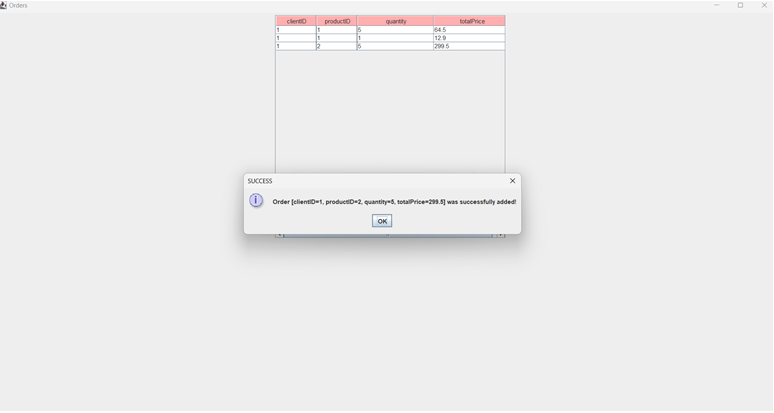 Orders
clientID productID quantity totalPrice
1 1 5 64.5
1 1 1 12.9
1 2 5 299.5
SUCCESS
Order [clientID=1, productID=2, quantity=5, totalPrice=299.5] was successfully added!
OK